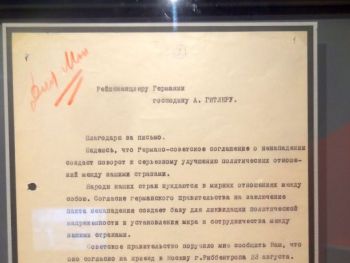 Рейхсканцлеру Германии
господину А. ГИТЛЕРУ.
Благодарю за письмо.
Надеюсь, что Германо-советское соглашение о ненападении
создаст поворот к серьезному улучшению политических отноше-
ний между нашими странами.
Народы наших стран нуждаются в мирных отношениях между
собою. Согласие германского правительства на заключение
пакта ненападения создает базу для ликвидации политической
напряженности и установления мира и сотрудничества между
нашими странами.
Советское правительство поручило мне сообщить Вам, что
оно согласно на приезд в Москву г.Риббентропа 23 августа.